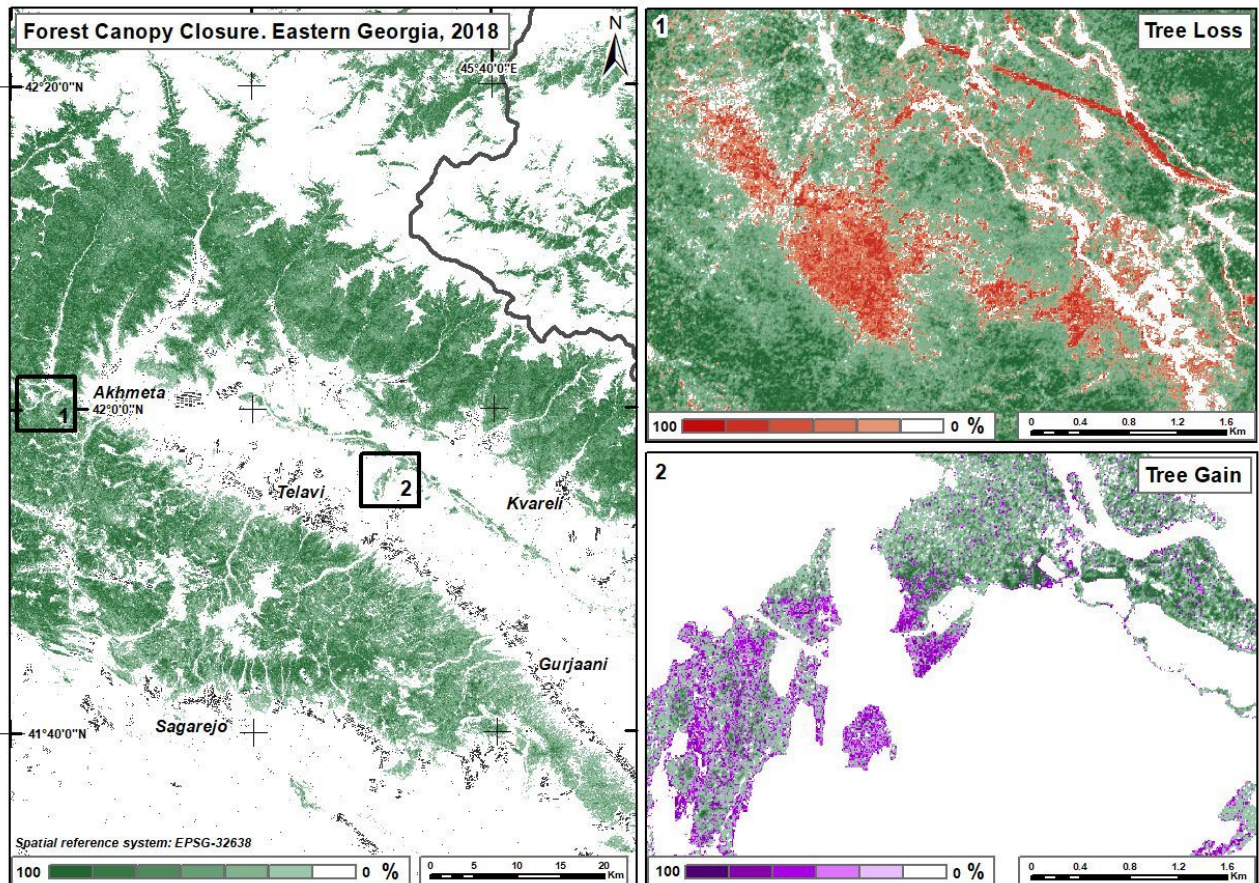 Forest Canopy Closure. Eastern Georgia, 2018
N
45°40'0"E
42°20'0"N
Akhmeta
1
42°0'0"N
2
Telavi
Kvareli
Gurjaani
Sagarejo
41°40'0"N
Spatial reference system: EPSG-32638
100 0 %
0 5 10 15 20
Km
1
Tree Loss
100 0 %
0 0.4 0.8 1.2 1.6
Km
2
Tree Gain
100 0 %
0 0.4 0.8 1.2 1.6
Km